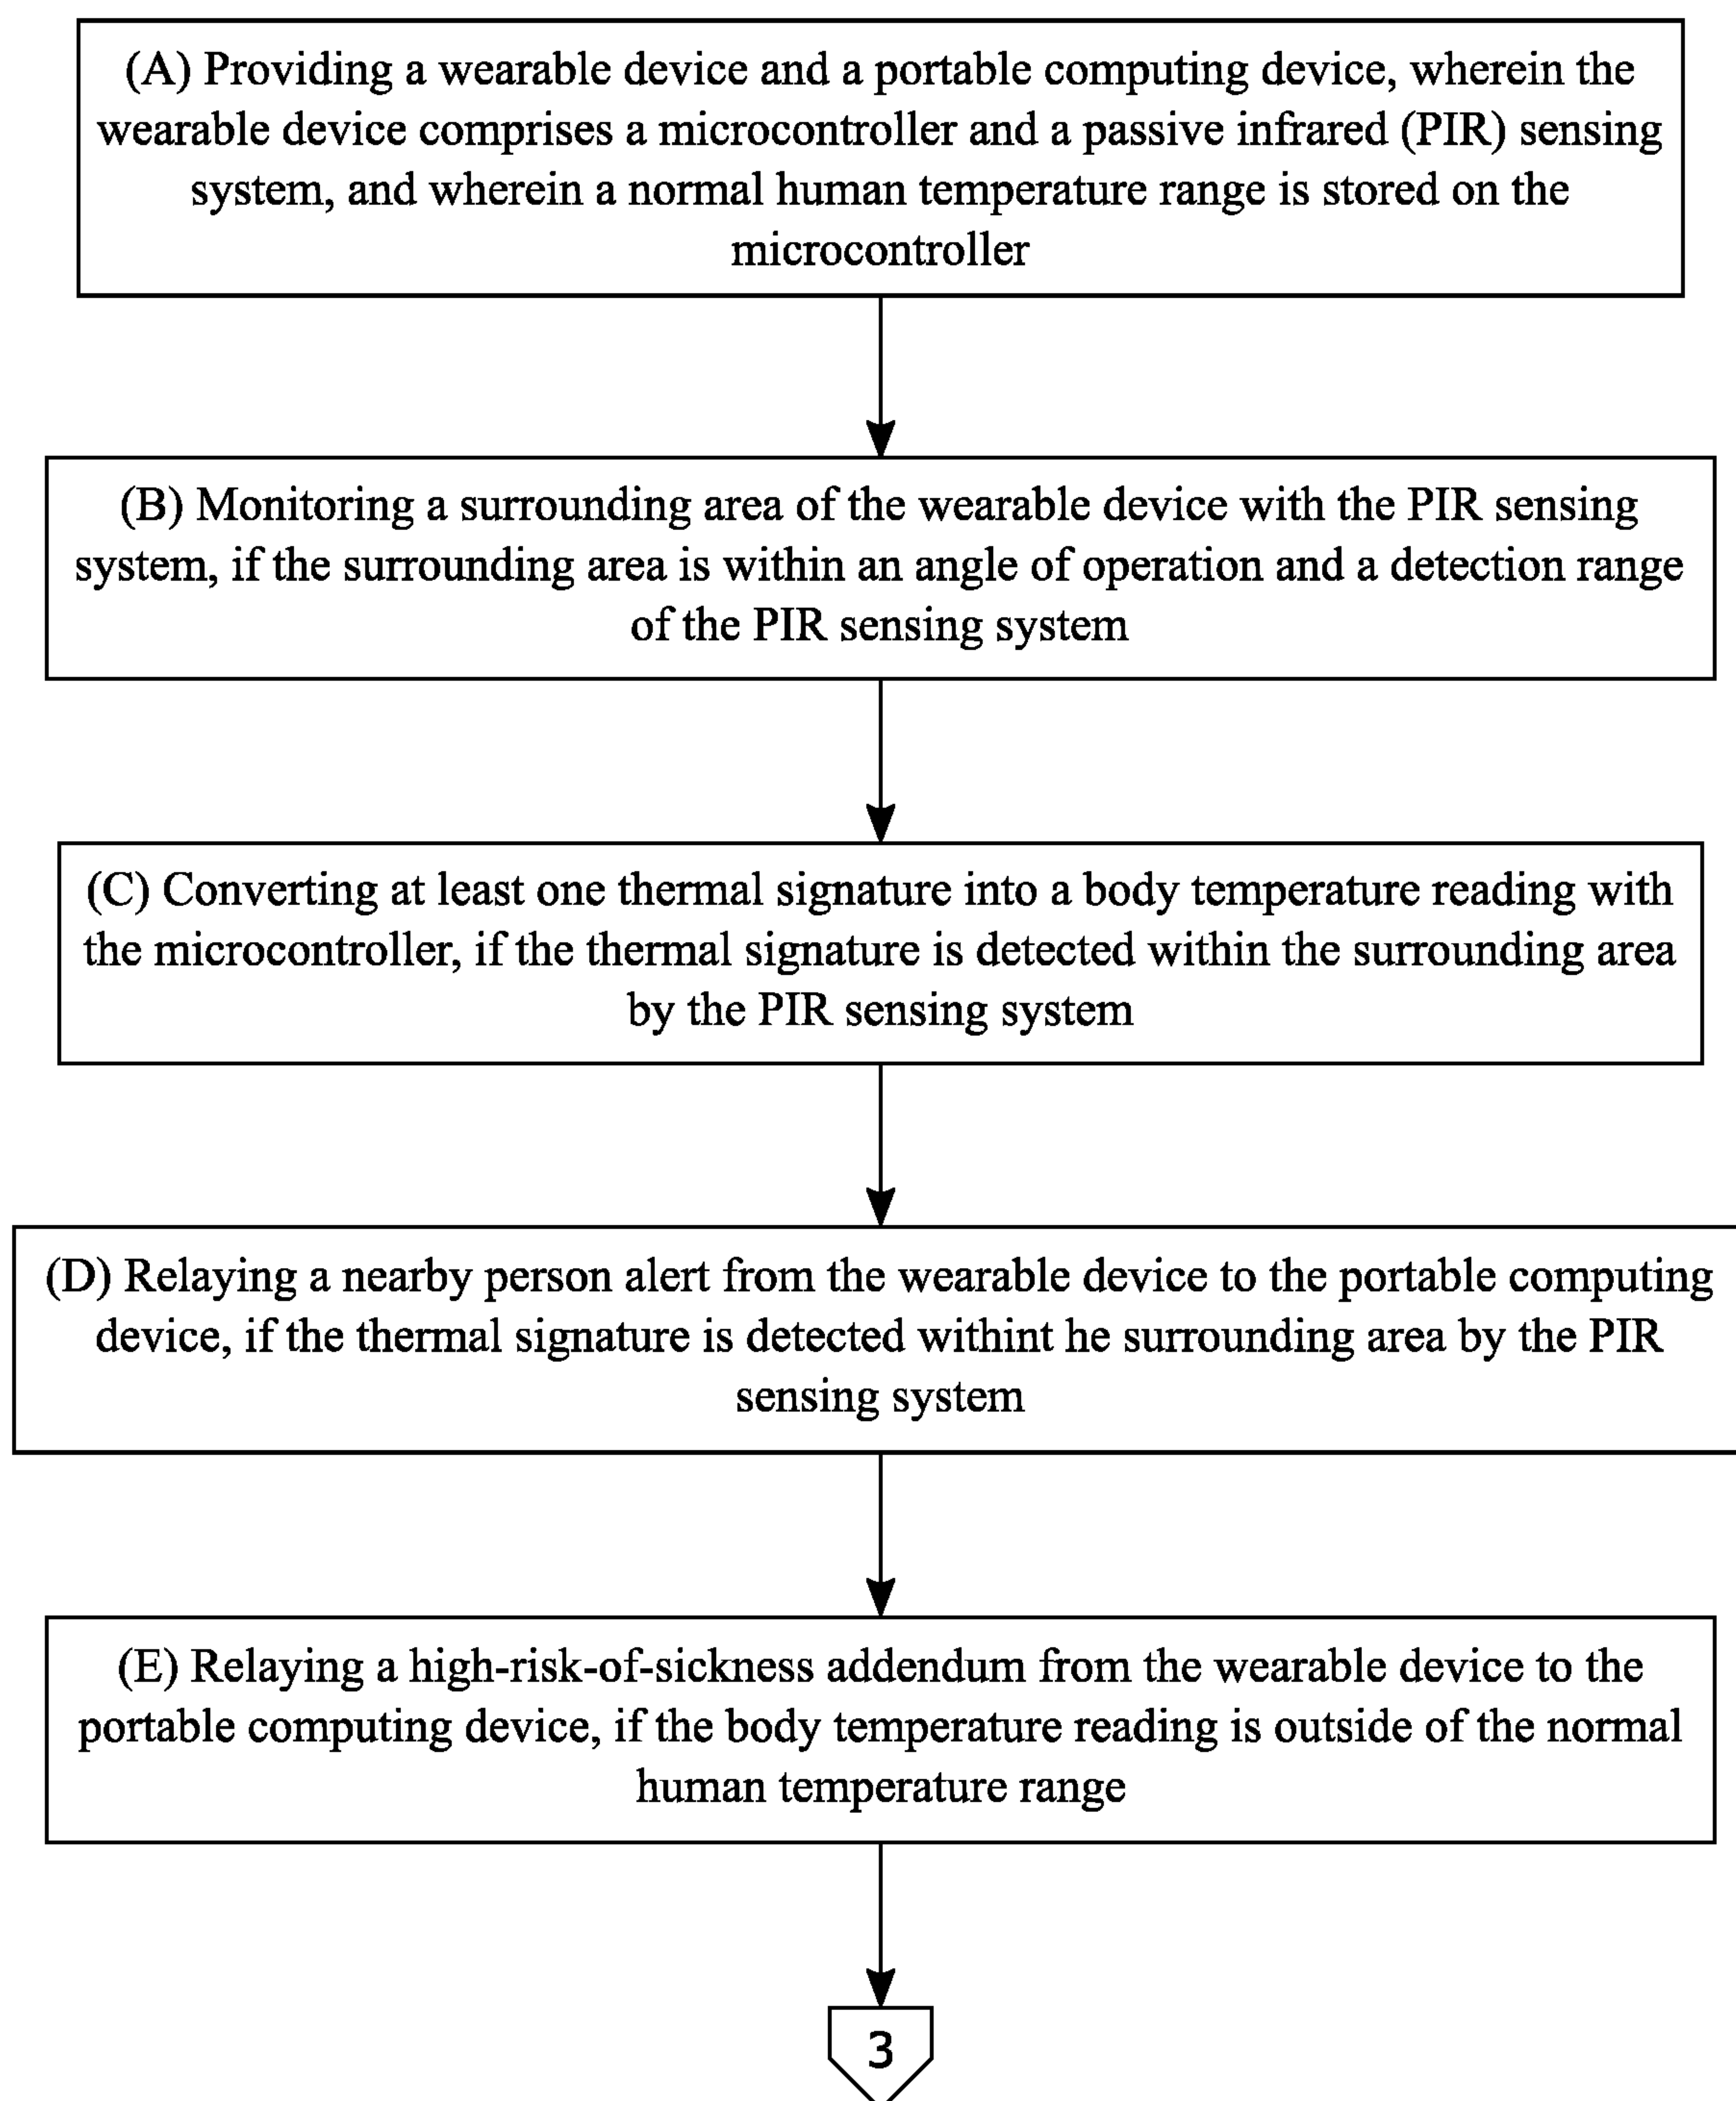 (A) Providing a wearable device and a portable computing device, wherein the
wearable device comprises a microcontroller and a passive infrared (PIR) sensing
system, and wherein a normal human temperature range is stored on the
microcontroller
(B) Monitoring a surrounding area of the wearable device with the PIR sensing
system, if the surrounding area is within an angle of operation and a detection range
of the PIR sensing system
(C) Converting at least one thermal signature into a body temperature reading with
the microcontroller, if the thermal signature is detected within the surrounding area
by the PIR sensing system
(D) Relaying a nearby person alert from the wearable device to the portable computing
device, if the thermal signature is detected withint he surrounding area by the PIR
sensing system
(E) Relaying a high-risk-of-sickness addendum from the wearable device to the
portable computing device, if the body temperature reading is outside of the normal
human temperature range
3